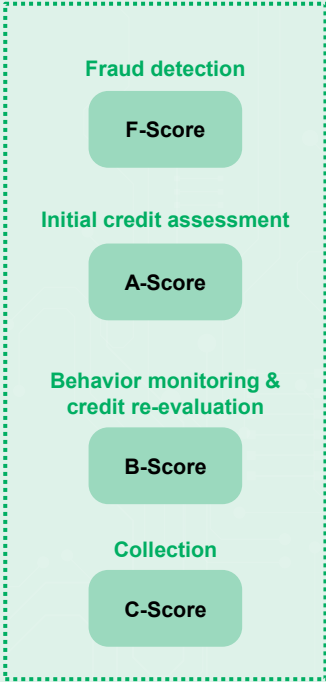 Fraud detection
F-Score
Initial credit assessment
A-Score
Behavior monitoring &
credit re-evaluation
B-Score
Collection
C-Score